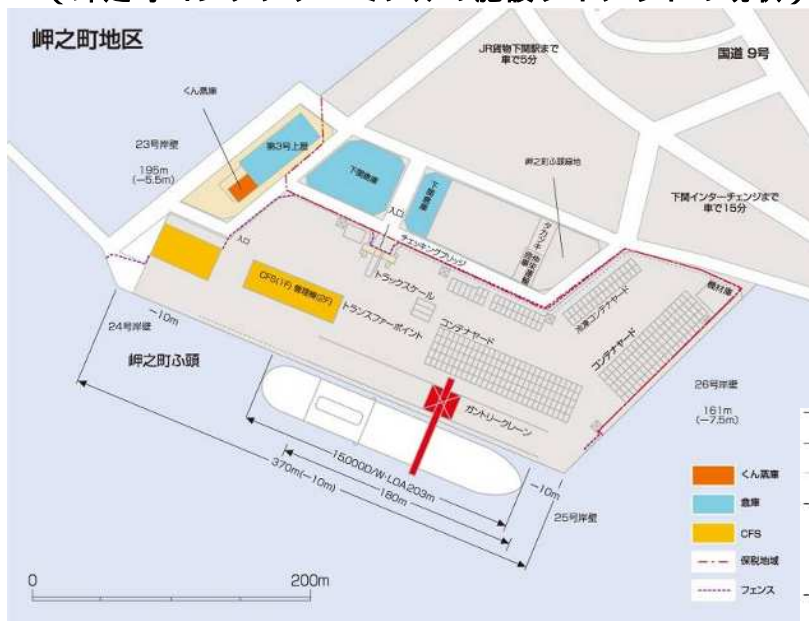 岬之町地区
JR貨物下関駅まで
車で5分
国道 9号
くん蒸庫
23号岸壁
195m
(−5.5m)
第3号上屋
下関倉庫
下関倉庫
岬之町ふ頭緑地
下関インターチェンジまで
車で15分
入口
チェッキングブリッジ
入口
トラックスケール
CFS(1F) 管理棟(2F)
トランスファーポイント
コンテナヤード
冷凍コンテナヤード
機材庫
コンテナヤード
−10m
24号岸壁
岬之町ふ頭
ガントリークレーン
26号岸壁
161m
(−7.5m)
15,000D/W・LOA203m
370m(−10m)
180m
−10m
25号岸壁
くん蒸庫
倉庫
CFS
保税地域
フェンス
0
200m